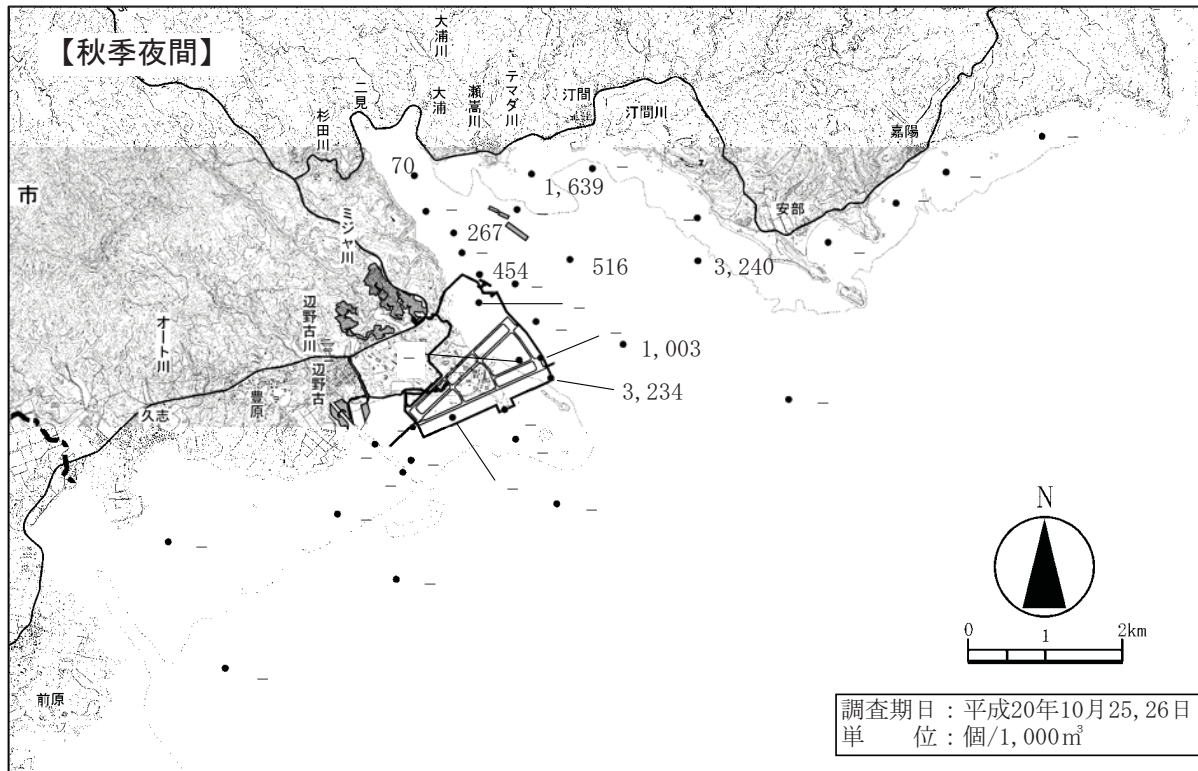 【秋季夜間】
大浦川
二見
大浦
瀬嵩川
テマダ川
汀間
汀間川
杉田川
嘉陽
—
70
—
1,639
—
—
市
—
—
安部
—
—
267
ミジャ川
—
—
516
3,240
454
—
—
辺野古川
—
—
1,003
オート川
—
辺野古
3,234
豊原
久志
—
—
—
—
—
—
—
—
—
—
—
—
—
前原
N
0 1 2km
調査期日：平成20年10月25,26日
単　　位：個/1,000㎥